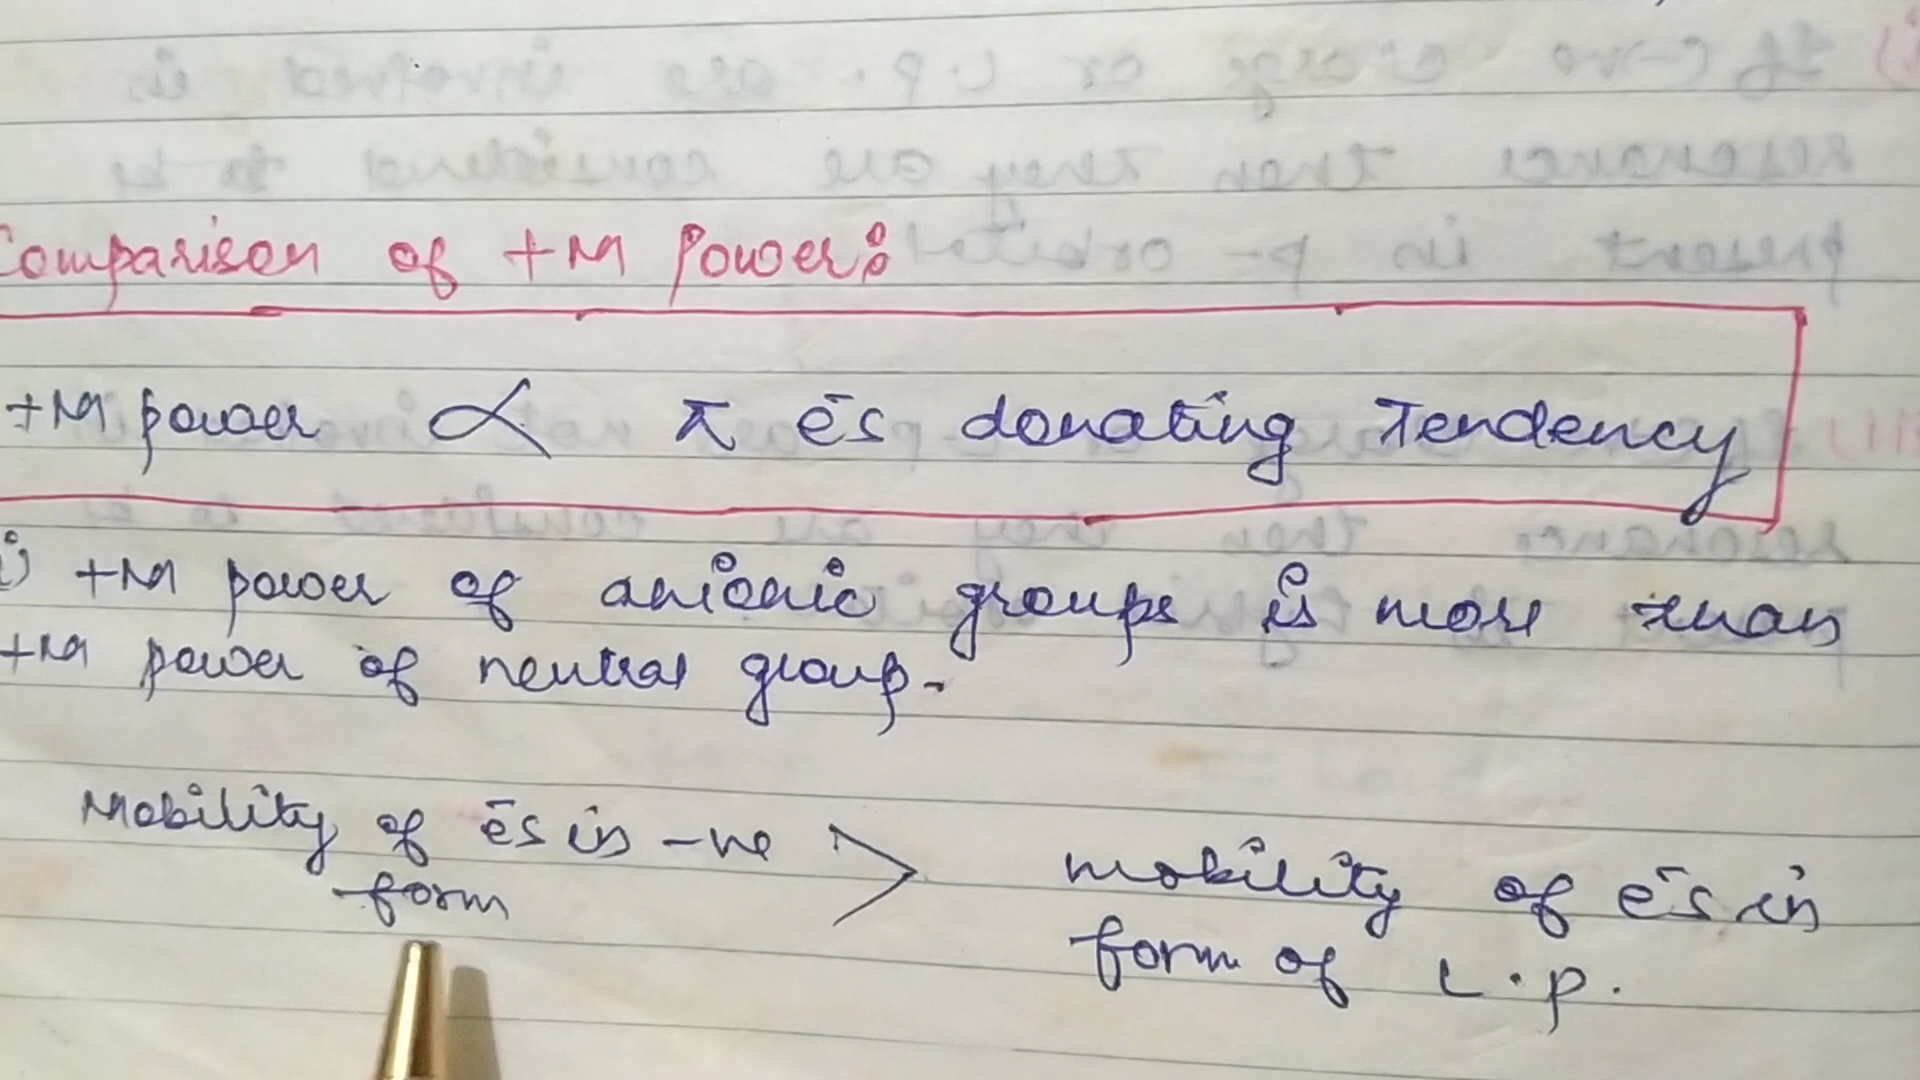 Comparison of +M Power:
+M power ∝ π ēs donating Tendency
i) +M power of anionic groups is more than
+M power of neutral group.
Mobility of ēs in -ve > mobility of ēs in
form form of L.P.